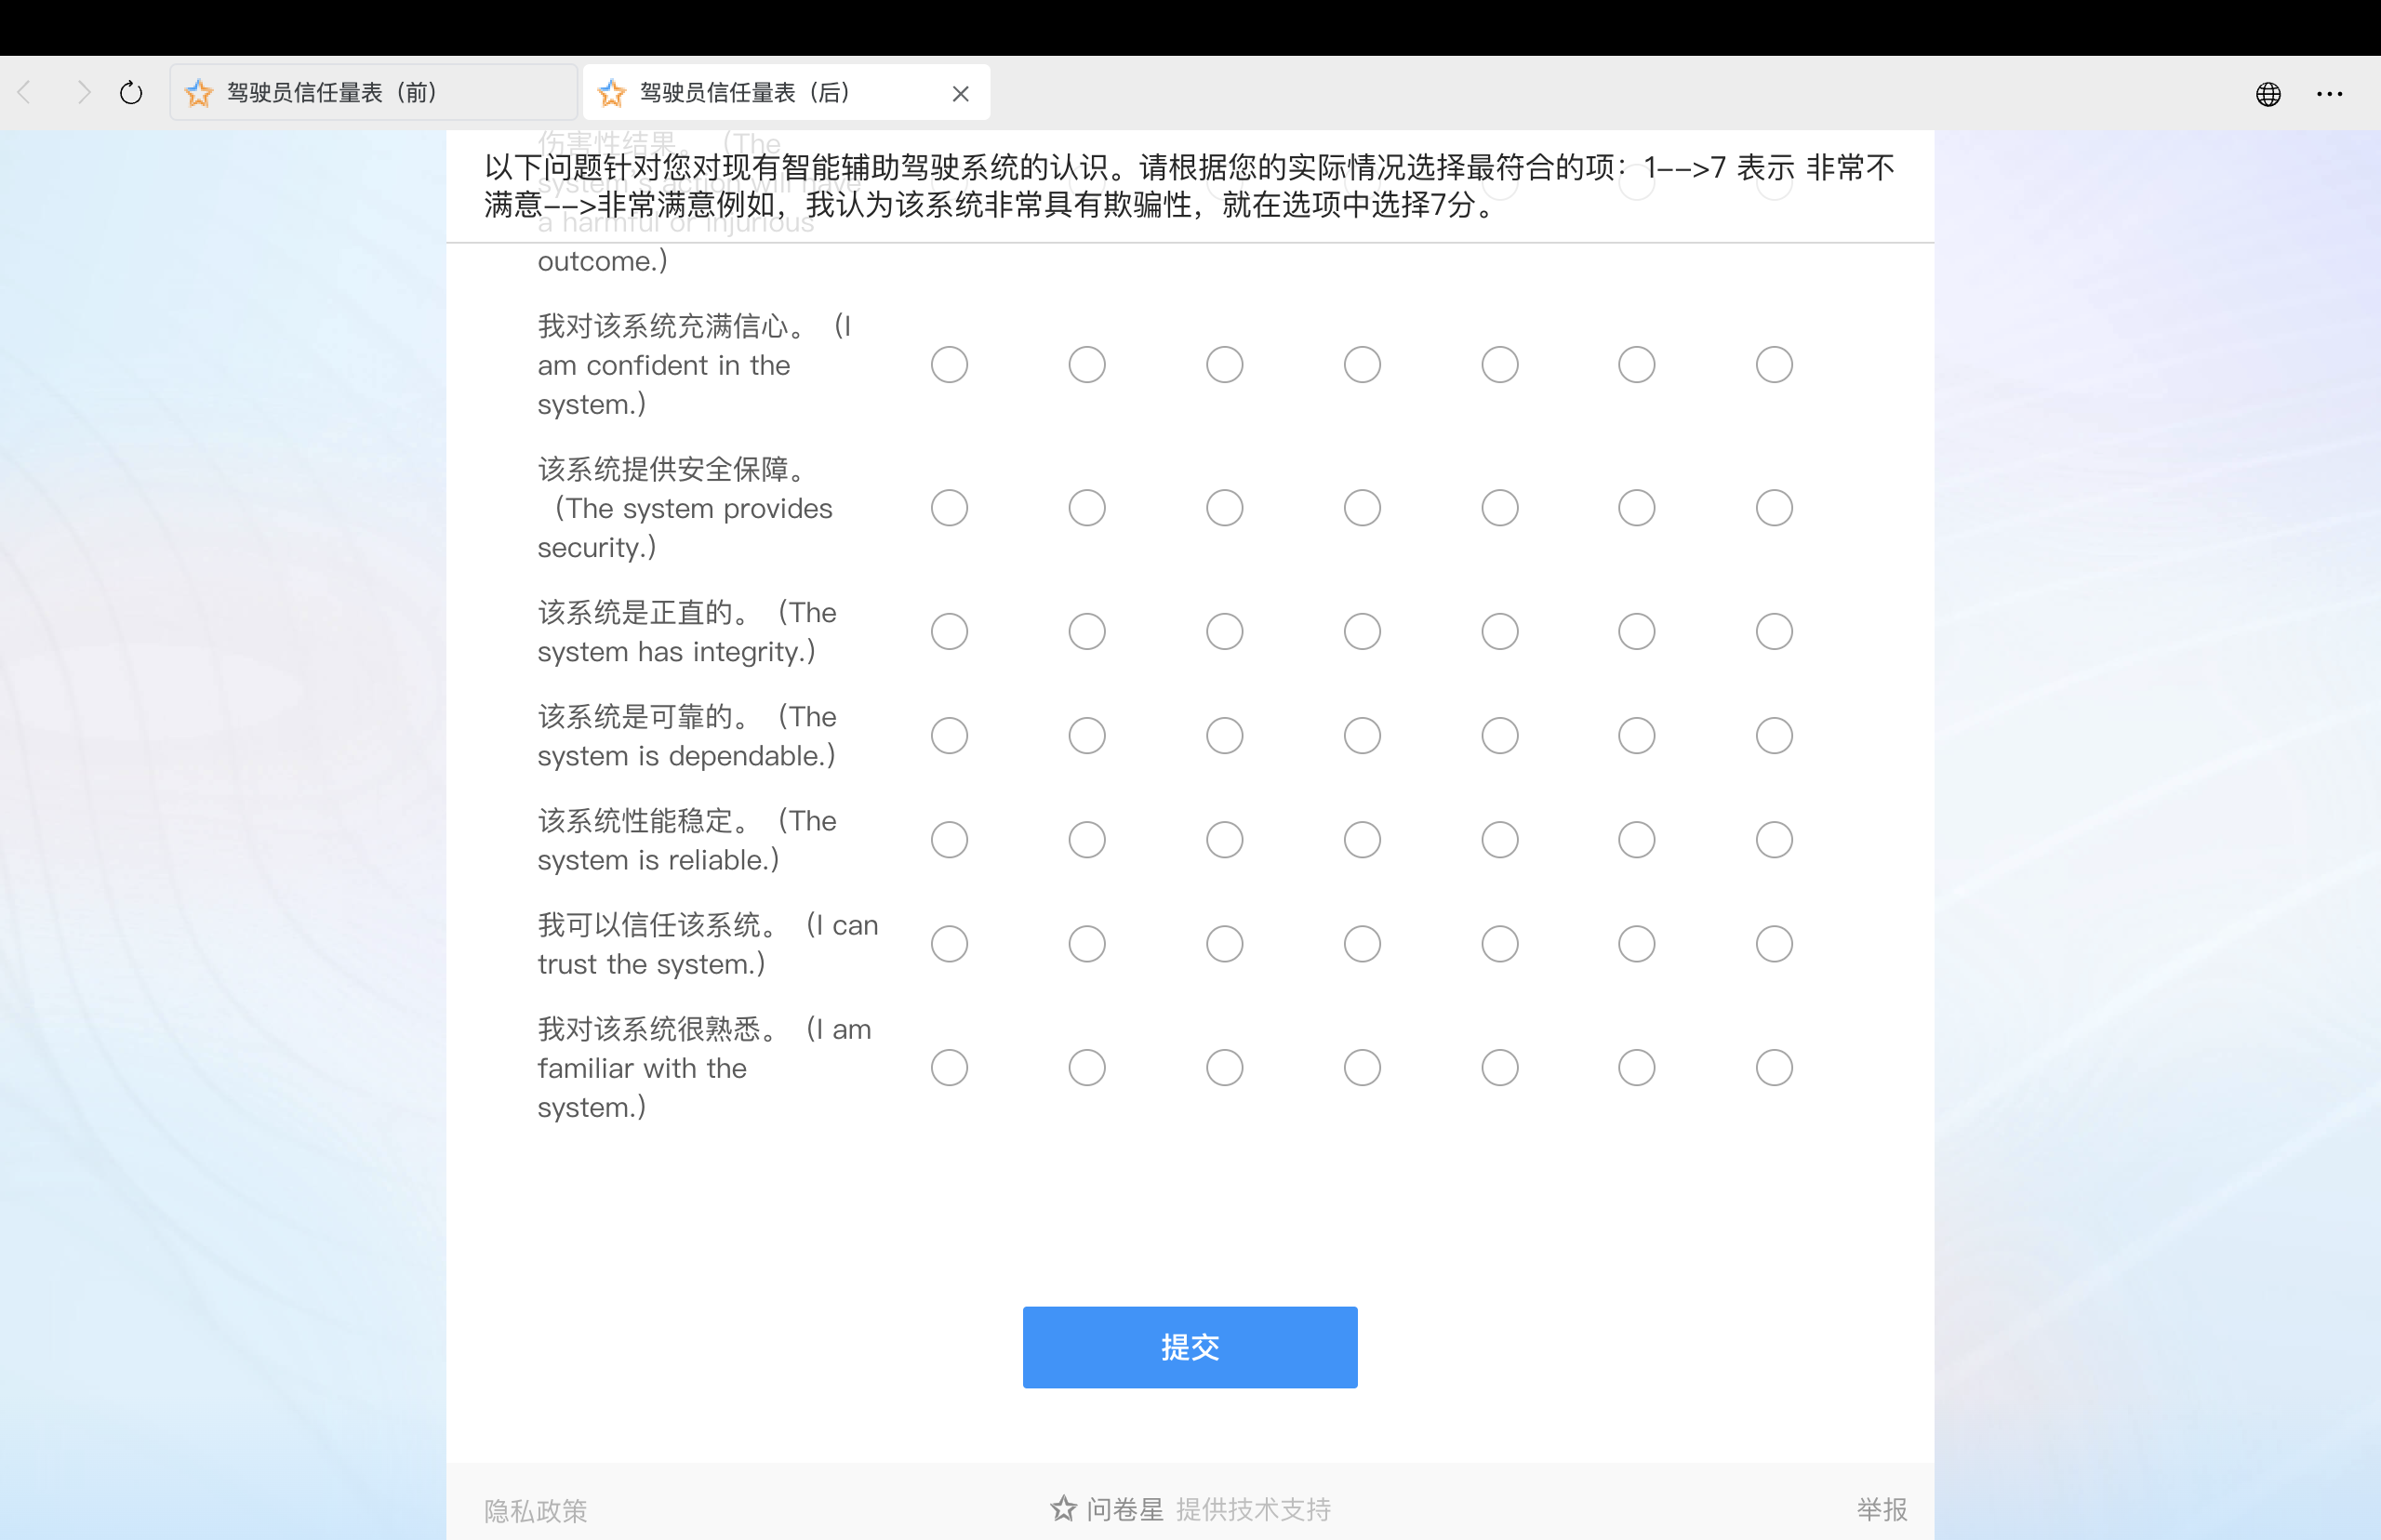 驾驶员信任量表（前）
驾驶员信任量表（后）
伤害性结果。（The
以下问题针对您对现有智能辅助驾驶系统的认识。请根据您的实际情况选择最符合的项：1-->7 表示 非常不
system's action will have
满意-->非常满意例如，我认为该系统非常具有欺骗性，就在选项中选择7分。
a harmful or injurious
outcome.）
我对该系统充满信心。（I
am confident in the
system.）
该系统提供安全保障。
（The system provides
security.）
该系统是正直的。（The
system has integrity.）
该系统是可靠的。（The
system is dependable.）
该系统性能稳定。（The
system is reliable.）
我可以信任该系统。（I can
trust the system.）
我对该系统很熟悉。（I am
familiar with the
system.）
提交
隐私政策
问卷星 提供技术支持
举报